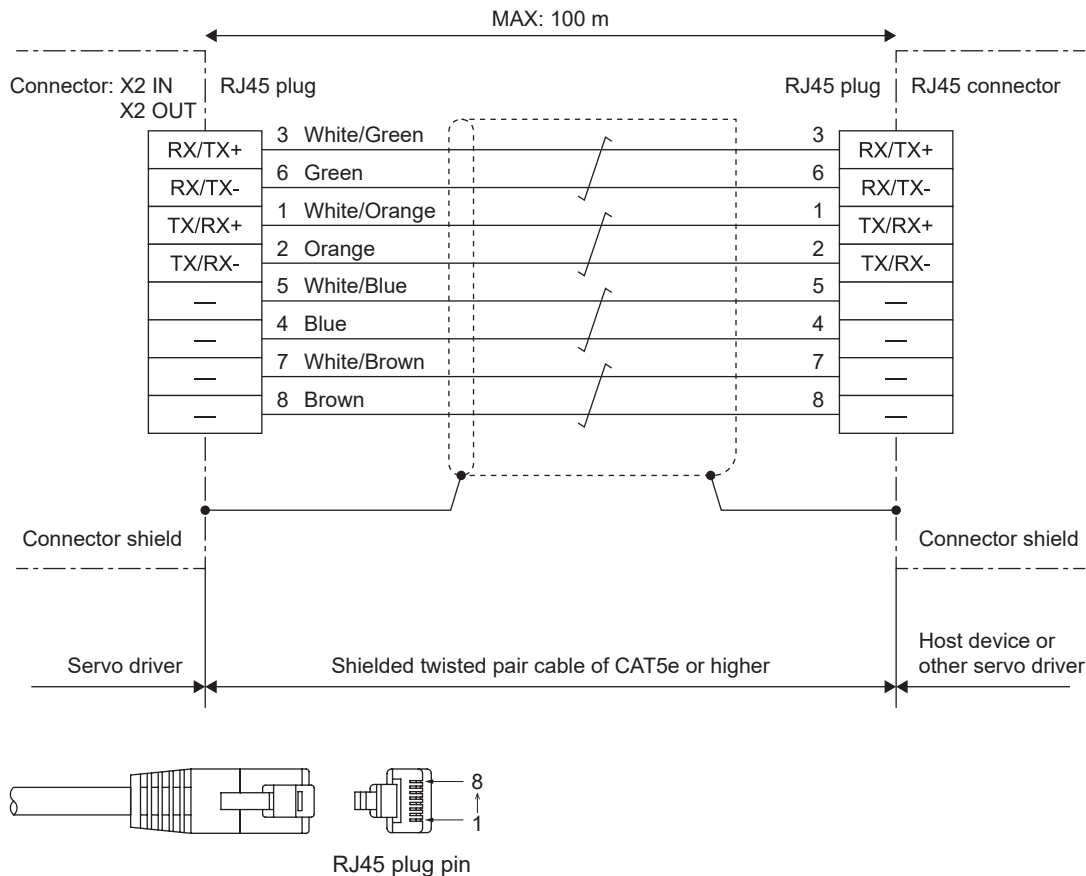 MAX: 100 m
Connector: X2 IN
X2 OUT
RJ45 plug
RJ45 plug
RJ45 connector
RX/TX+ 3 White/Green 3 RX/TX+
RX/TX- 6 Green 6 RX/TX-
TX/RX+ 1 White/Orange 1 TX/RX+
TX/RX- 2 Orange 2 TX/RX-
— 5 White/Blue 5 —
— 4 Blue 4 —
— 7 White/Brown 7 —
— 8 Brown 8 —
Connector shield
Connector shield
Servo driver
Shielded twisted pair cable of CAT5e or higher
Host device or
other servo driver
8
1
RJ45 plug pin